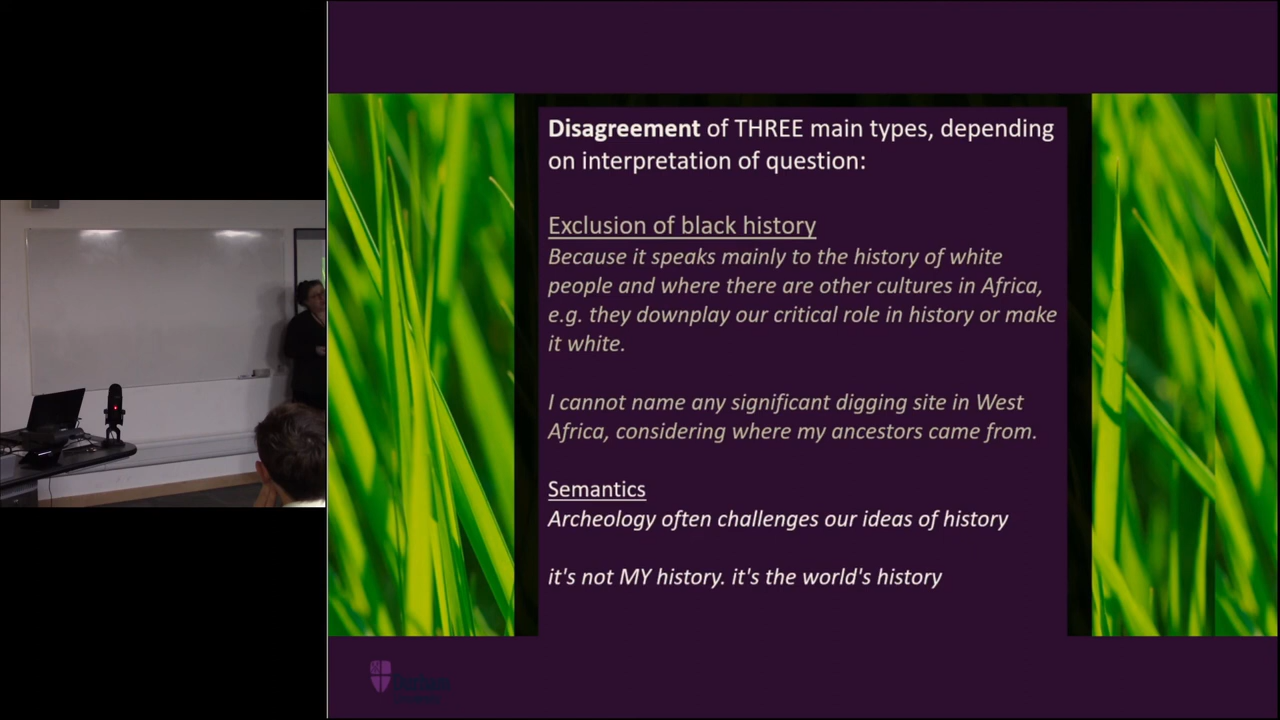 Disagreement of THREE main types, depending
on interpretation of question:
Exclusion of black history
Because it speaks mainly to the history of white
people and where there are other cultures in Africa,
e.g. they downplay our critical role in history or make
it white.
I cannot name any significant digging site in West
Africa, considering where my ancestors came from.
Semantics
Archeology often challenges our ideas of history
it's not MY history. it's the world's history